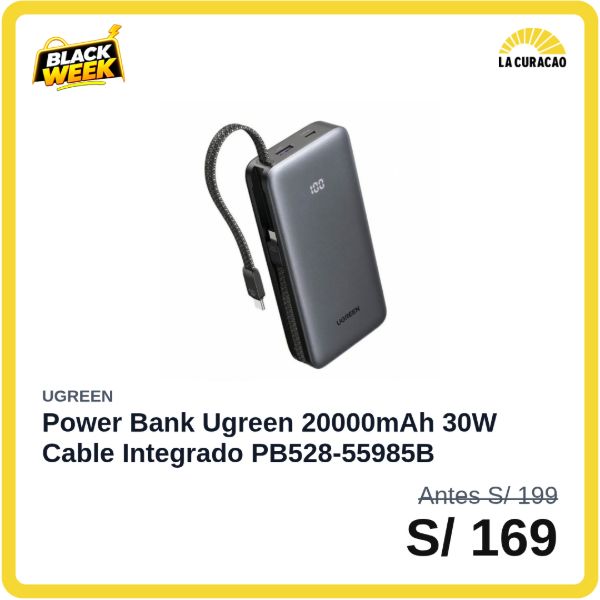 BLACK
WEEK
LA CURACAO
100
UGREEN
UGREEN
Power Bank Ugreen 20000mAh 30W
Cable Integrado PB528-55985B
Antes S/ 199
S/ 169